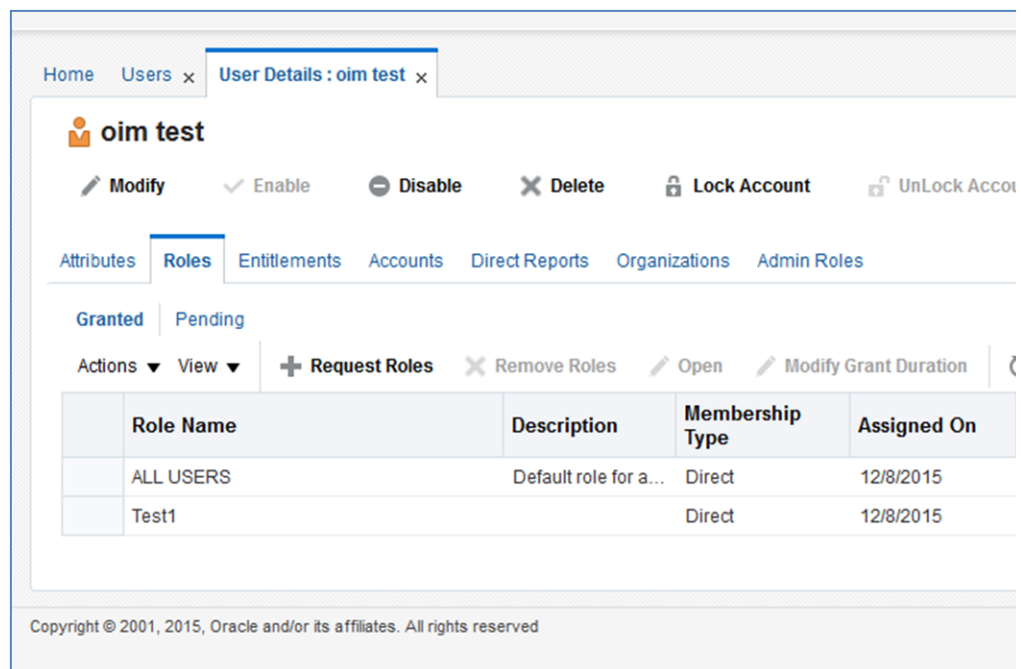 Home Users x User Details : oim test x
oim test
Modify Enable Disable Delete Lock Account UnLock
Attributes Roles Entitlements Accounts Direct Reports Organizations Admin Roles
Granted Pending
Actions View Request Roles Remove Roles Open Modify Grant Duration
Role Name Description Membership Type Assigned On
ALL USERS Default role for a... Direct 12/8/2015
Test1 Direct 12/8/2015
Copyright © 2001, 2015, Oracle and/or its affiliates. All rights reserved